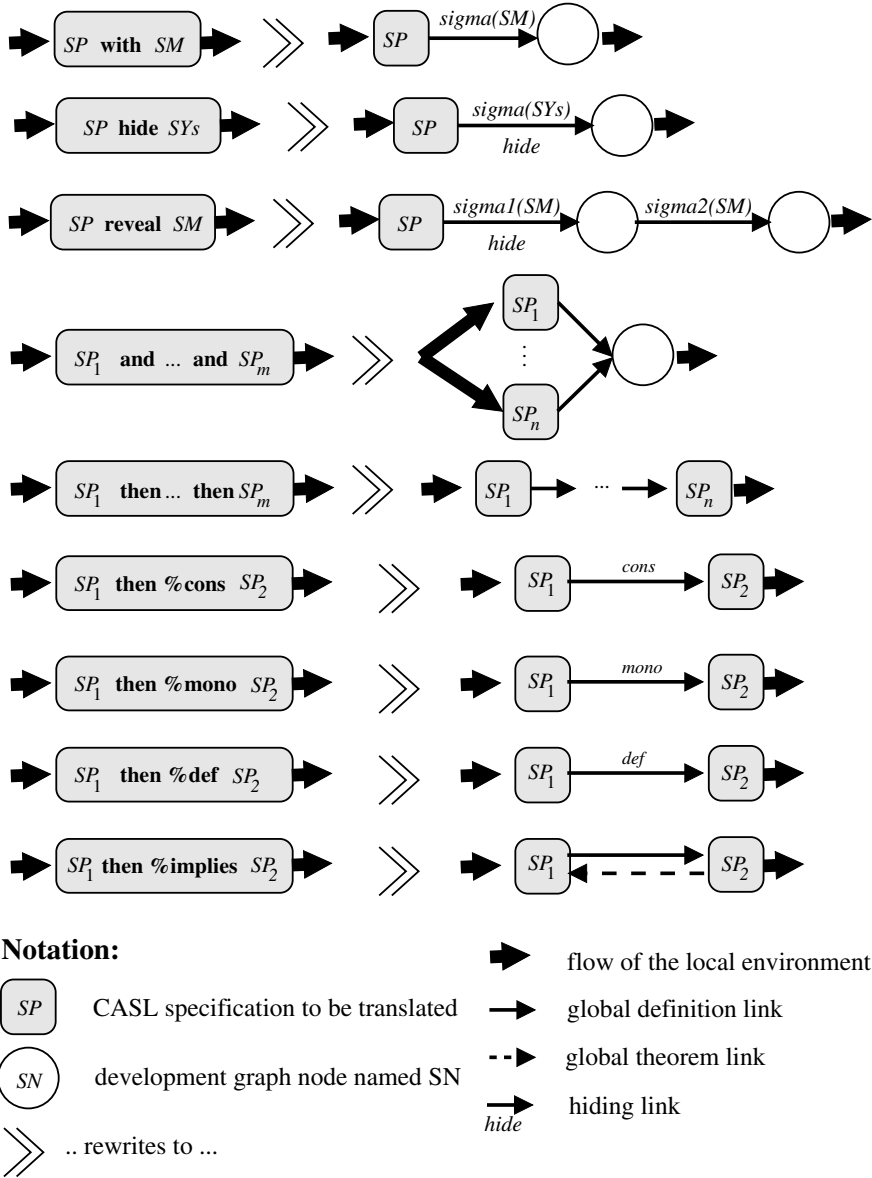 SP with SM SP sigma(SM)
SP hide SYs SP sigma(SYs) hide
SP reveal SM SP sigma1(SM) hide sigma2(SM)
SP1 and ... and SPm SP1 ⋮ SPn
SP1 then ... then SPm SP1 ... SPn
SP1 then %cons SP2 SP1 cons SP2
SP1 then %mono SP2 SP1 mono SP2
SP1 then %def SP2 SP1 def SP2
SP1 then %implies SP2 SP1 SP2
Notation:
SP CASL specification to be translated
SN development graph node named SN
.. rewrites to ...
flow of the local environment
global definition link
global theorem link
hide hiding link